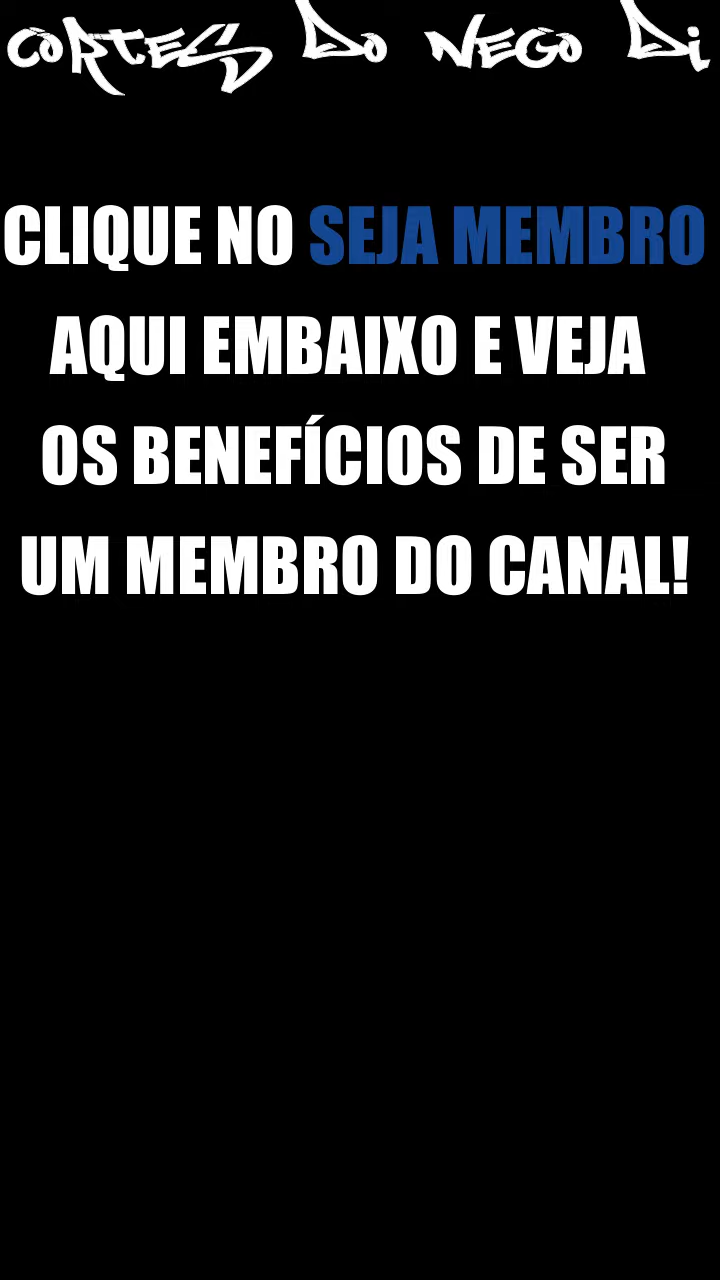 CORTES DO NEGO DI
CLIQUE NO SEJA MEMBRO
AQUI EMBAIXO E VEJA
OS BENEFÍCIOS DE SER
UM MEMBRO DO CANAL!